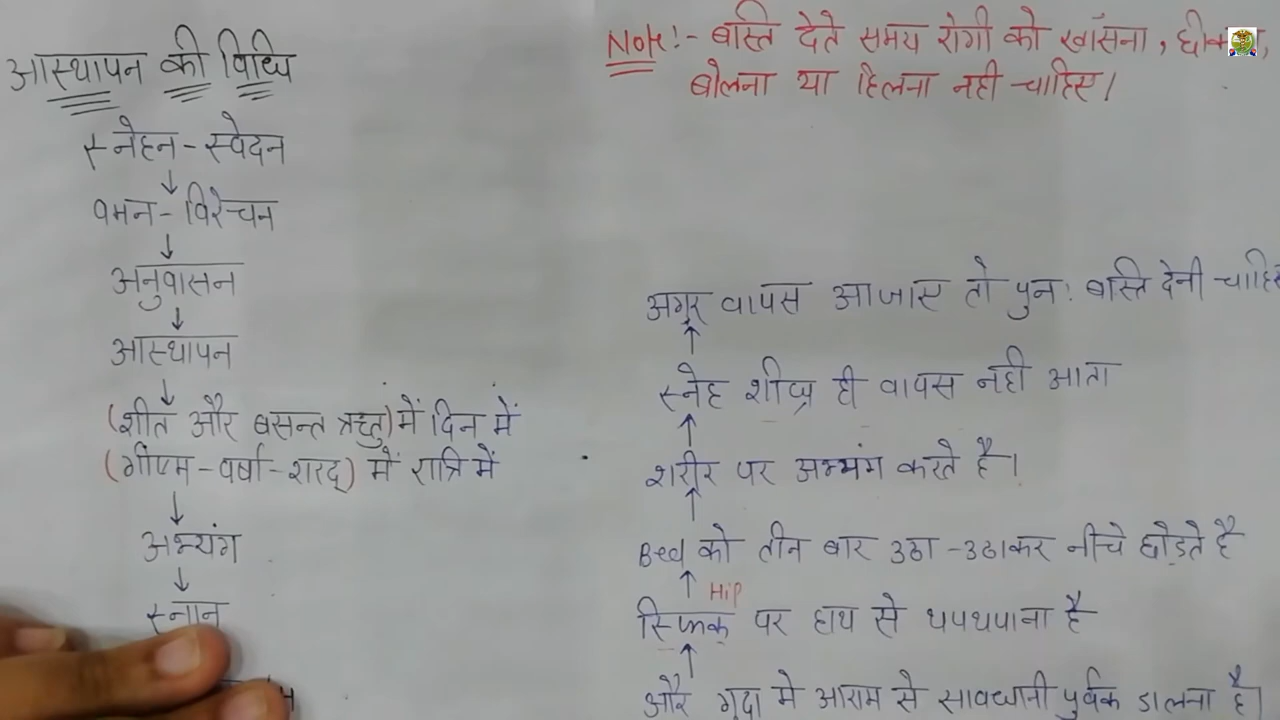 आस्थापन की विधि
स्नेहन - स्वेदन
↓
वमन - विरेचन
↓
अनुवासन
↓
आस्थापन
↓
(शीत और बसन्त ऋतु) में दिन में
(ग्रीष्म - वर्षा - शरद्) में रात्रि में
↓
अभ्यंग
↓
स्नान
Note:- बस्ति देते समय रोगी को खाँसना,
बोलना या हिलना नही चाहिए।
अगर वापस आजाए तो पुनः बस्ति देनी
↑
स्नेह शीघ्र ही वापस नही आता
↑
शरीर पर अभ्यंग करते है।
↑
Bed को तीन बार उठा - उठाकर नीचे छोड़ते है
↑ Hip
स्फिक् पर हाथ से थपथपाना है
↑
और गूदा मे आराम से सावधानी पुर्वक डालना है।